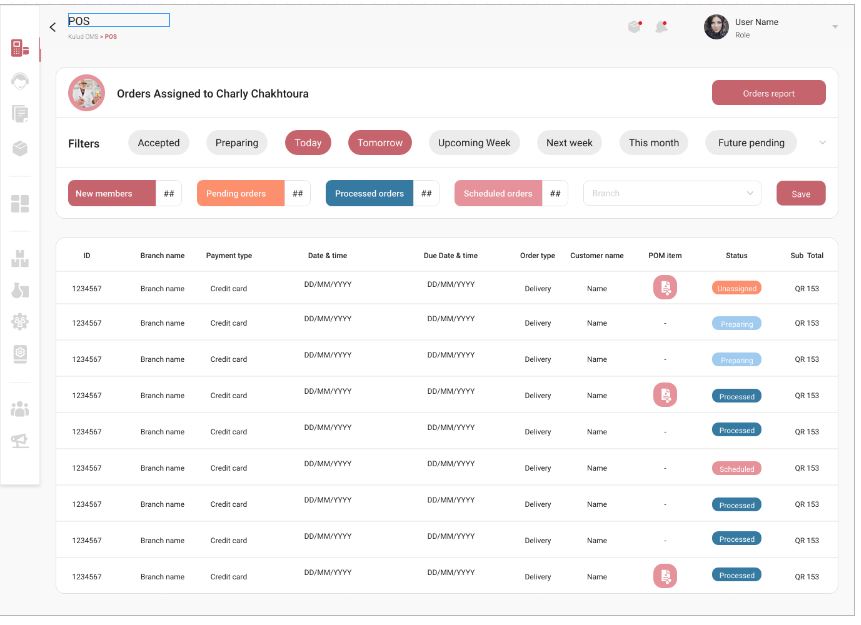 POS
Kulud CMS > POS
User Name
Role
Orders Assigned to Charly Chakhtoura
Orders report
Filters
Accepted
Preparing
Today
Tomorrow
Upcoming Week
Next week
This month
Future pending
New members ##
Pending orders ##
Processed orders ##
Scheduled orders ##
Branch
Save
ID Branch name Payment type Date & time Due Date & time Order type Customer name POM item Status Sub Total
1234567 Branch name Credit card DD/MM/YYYY DD/MM/YYYY Delivery Name Unassigned QR 153
1234567 Branch name Credit card DD/MM/YYYY DD/MM/YYYY Delivery Name - Preparing QR 153
1234567 Branch name Credit card DD/MM/YYYY DD/MM/YYYY Delivery Name - Preparing QR 153
1234567 Branch name Credit card DD/MM/YYYY DD/MM/YYYY Delivery Name Processed QR 153
1234567 Branch name Credit card DD/MM/YYYY DD/MM/YYYY Delivery Name - Processed QR 153
1234567 Branch name Credit card DD/MM/YYYY DD/MM/YYYY Delivery Name - Scheduled QR 153
1234567 Branch name Credit card DD/MM/YYYY DD/MM/YYYY Delivery Name - Processed QR 153
1234567 Branch name Credit card DD/MM/YYYY DD/MM/YYYY Delivery Name - Processed QR 153
1234567 Branch name Credit card DD/MM/YYYY DD/MM/YYYY Delivery Name Processed QR 153